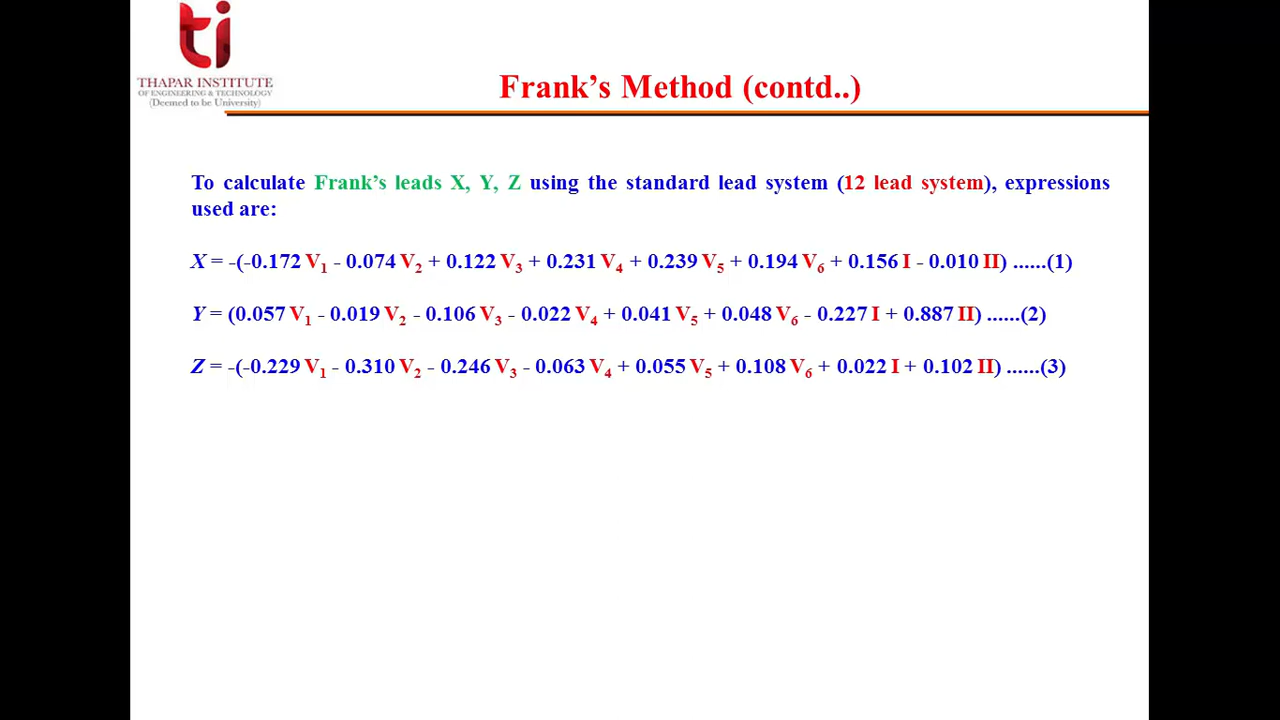 ti
THAPAR INSTITUTE
OF ENGINEERING & TECHNOLOGY
(Deemed to be University)
Frank’s Method (contd..)
To calculate Frank’s leads X, Y, Z using the standard lead system (12 lead system), expressions
used are:
X = -(-0.172 V₁ - 0.074 V₂ + 0.122 V₃ + 0.231 V₄ + 0.239 V₅ + 0.194 V₆ + 0.156 I - 0.010 II) ......(1)
Y = (0.057 V₁ - 0.019 V₂ - 0.106 V₃ - 0.022 V₄ + 0.041 V₅ + 0.048 V₆ - 0.227 I + 0.887 II) ......(2)
Z = -(-0.229 V₁ - 0.310 V₂ - 0.246 V₃ - 0.063 V₄ + 0.055 V₅ + 0.108 V₆ + 0.022 I + 0.102 II) ......(3)